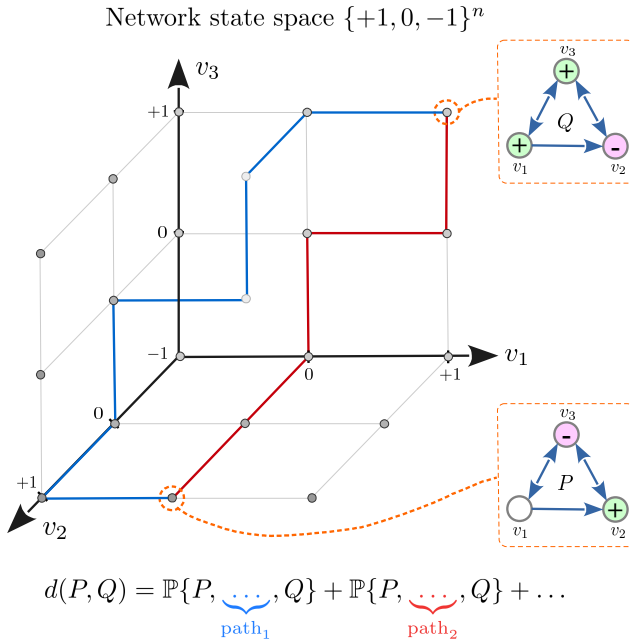 Network state space {+1, 0, −1}ⁿ
v₃
+1
0
−1
v₁
0
+1
0
+1
v₂
v₃
+
Q
+
-
v₁
v₂
v₃
-
P
+
v₁
v₂
d(P, Q) = ℙ{P, . . . , Q} + ℙ{P, . . . , Q} + . . .
path₁
path₂